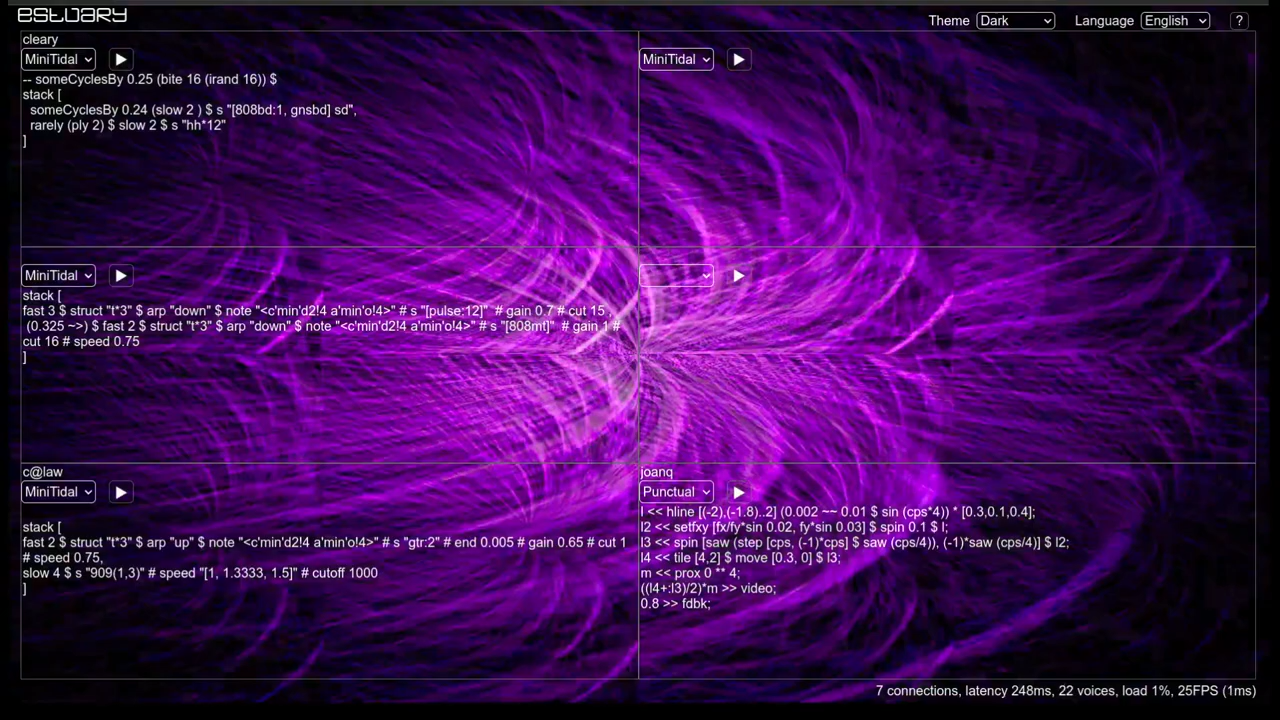 estuary
Theme Dark Language English ?
cleary
MiniTidal
-- someCyclesBy 0.25 (bite 16 (irand 16)) $
stack [
someCyclesBy 0.24 (slow 2 ) $ s "[808bd:1, gnsbd] sd",
rarely (ply 2) $ slow 2 $ s "hh*12"
]
MiniTidal
MiniTidal
stack [
fast 3 $ struct "t*3" $ arp "down" $ note "<c'min'd2!4 a'min'o!4>" # s "[pulse:12]"  # gain 0.7 # cut 15 ,
(0.325 ~>) $ fast 2 $ struct "t*3" $ arp "down" $ note "<c'min'd2!4 a'min'o!4>" # s "[808mt]"  # gain 1 #
cut 16 # speed 0.75
]
c@law
MiniTidal
stack [
fast 2 $ struct "t*3" $ arp "up" $ note "<c'min'd2!4 a'min'o!4>" # s "gtr:2" # end 0.005 # gain 0.65 # cut 1
# speed 0.75,
slow 4 $ s "909(1,3)" # speed "[1, 1.3333, 1.5]" # cutoff 1000
]
joanq
Punctual
l << hline [(-2),(-1.8)..2] (0.002 ~~ 0.01 $ sin (cps*4)) * [0.3,0.1,0.4];
l2 << setfxy [fx/fy*sin 0.02, fy*sin 0.03] $ spin 0.1 $ l;
l3 << spin [saw (step [cps, (-1)*cps] $ saw (cps/4)), (-1)*saw (cps/4)] $ l2;
l4 << tile [4,2] $ move [0.3, 0] $ l3;
m << prox 0 ** 4;
((l4+:l3)/2)*m >> video;
0.8 >> fdbk;
7 connections, latency 248ms, 22 voices, load 1%, 25FPS (1ms)